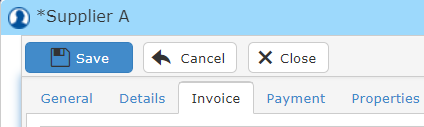 *Supplier A
Save Cancel Close
General Details Invoice Payment Properties